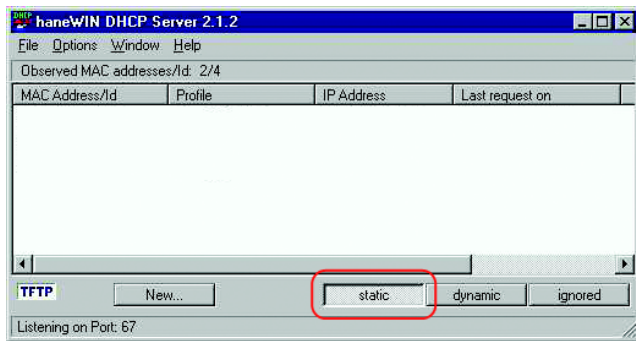 DHCP haneWIN DHCP Server 2.1.2
File Options Window Help
Observed MAC addresses/Id: 2/4
MAC Address/Id Profile IP Address Last request on
TFTP New... static dynamic ignored
Listening on Port: 67